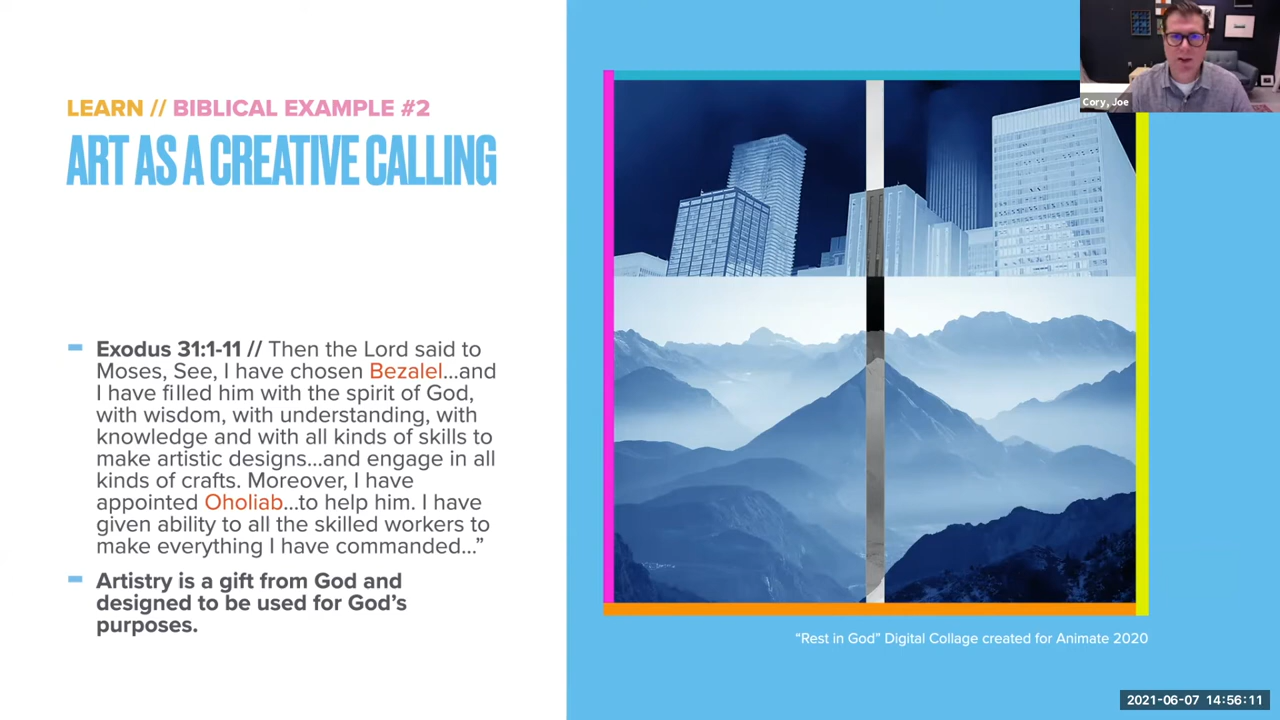 LEARN // BIBLICAL EXAMPLE #2
ART AS A CREATIVE CALLING
Exodus 31:1-11 // Then the Lord said to
Moses, See, I have chosen Bezalel...and
I have filled him with the spirit of God,
with wisdom, with understanding, with
knowledge and with all kinds of skills to
make artistic designs...and engage in all
kinds of crafts. Moreover, I have
appointed Oholiab...to help him. I have
given ability to all the skilled workers to
make everything I have commanded...”
Artistry is a gift from God and
designed to be used for God’s
purposes.
Cory, Joe
“Rest in God” Digital Collage created for Animate 2020
2021-06-07 14:56:11